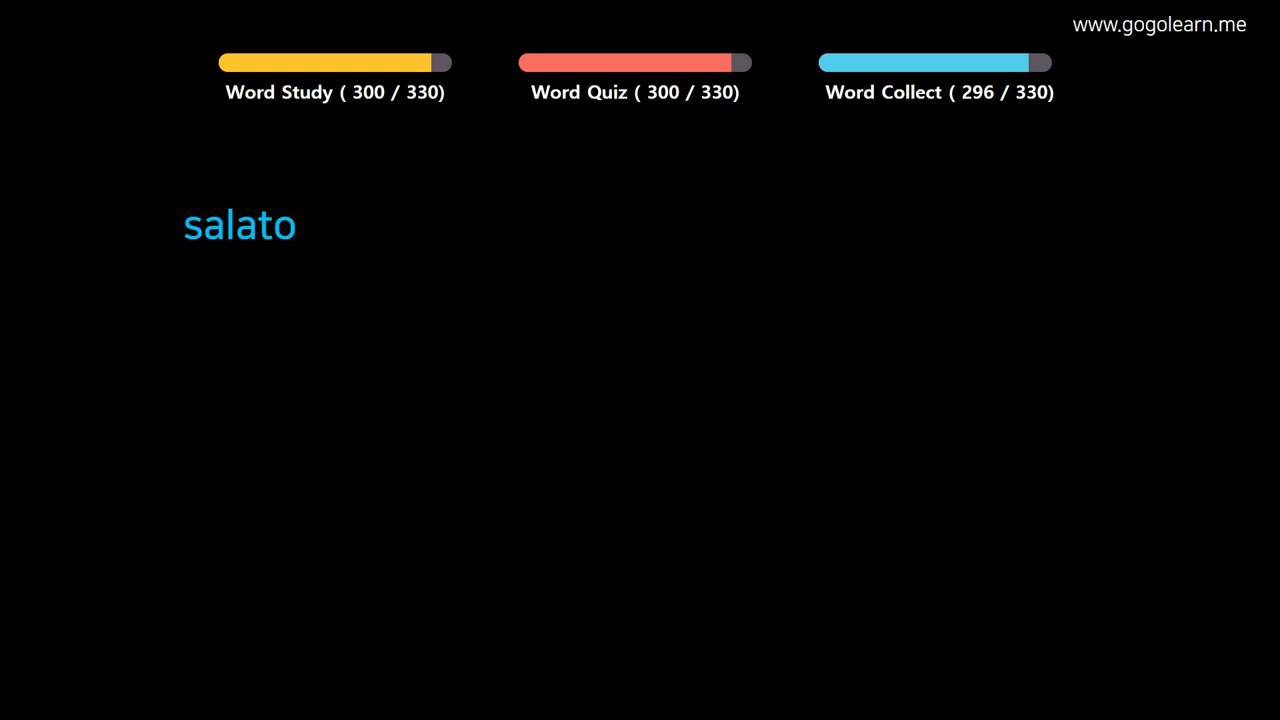 www.gogolearn.me
Word Study ( 300 / 330)
Word Quiz ( 300 / 330)
Word Collect ( 296 / 330)
salato